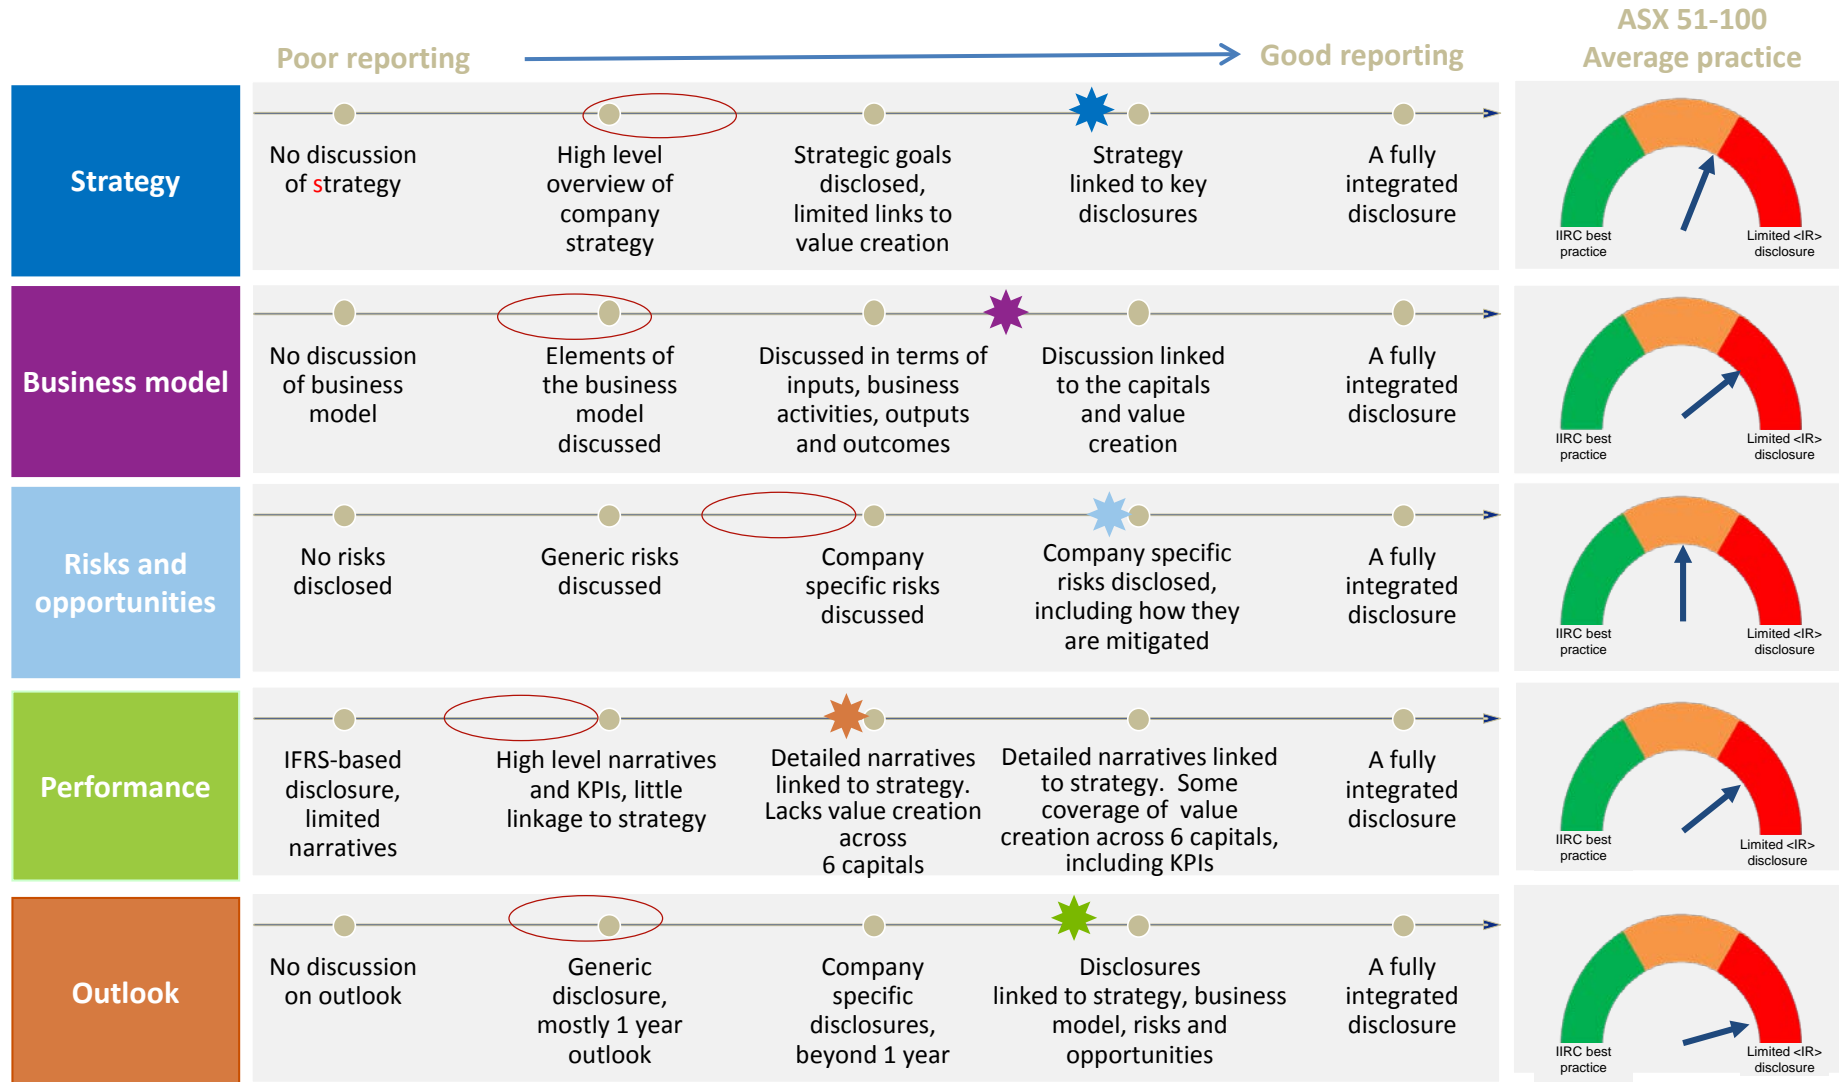 Poor reporting
Good reporting
ASX 51-100
Average practice
Strategy
No discussion
of strategy
High level
overview of
company
strategy
Strategic goals
disclosed,
limited links to
value creation
Strategy
linked to key
disclosures
A fully
integrated
disclosure
IIRC best
practice
Limited <IR>
disclosure
Business model
No discussion
of business
model
Elements of
the business
model
discussed
Discussed in terms of
inputs, business
activities, outputs
and outcomes
Discussion linked
to the capitals
and value
creation
A fully
integrated
disclosure
IIRC best
practice
Limited <IR>
disclosure
Risks and
opportunities
No risks
disclosed
Generic risks
discussed
Company
specific risks
discussed
Company specific
risks disclosed,
including how they
are mitigated
A fully
integrated
disclosure
IIRC best
practice
Limited <IR>
disclosure
Performance
IFRS-based
disclosure,
limited
narratives
High level narratives
and KPIs, little
linkage to strategy
Detailed narratives
linked to strategy.
Lacks value creation
across
6 capitals
Detailed narratives linked
to strategy.  Some
coverage of  value
creation across 6 capitals,
including KPIs
A fully
integrated
disclosure
IIRC best
practice
Limited <IR>
disclosure
Outlook
No discussion
on outlook
Generic
disclosure,
mostly 1 year
outlook
Company
specific
disclosures,
beyond 1 year
Disclosures
linked to strategy, business
model, risks and
opportunities
A fully
integrated
disclosure
IIRC best
practice
Limited <IR>
disclosure